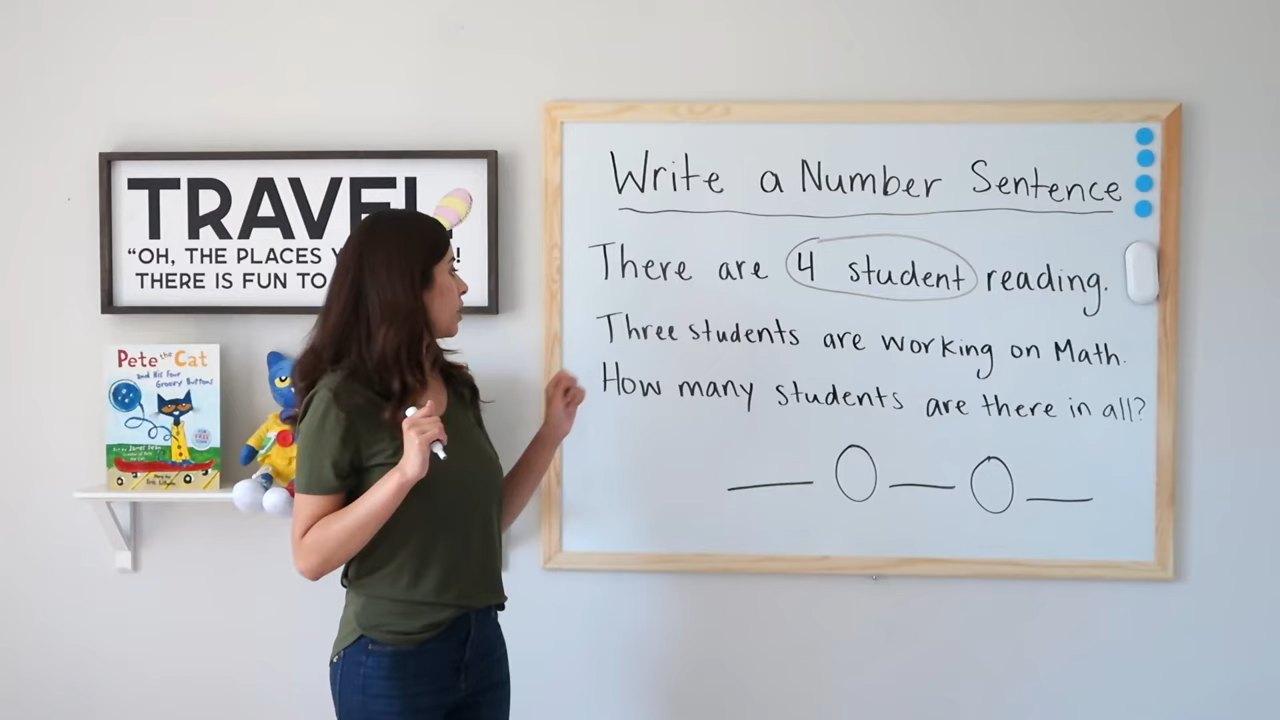 TRAVEL
“OH, THE PLACES
THERE IS FUN TO
Pete the Cat
and His Four
Groovy Buttons
Write a Number Sentence
There are 4 student reading.
Three students are working on Math.
How many students are there in all?